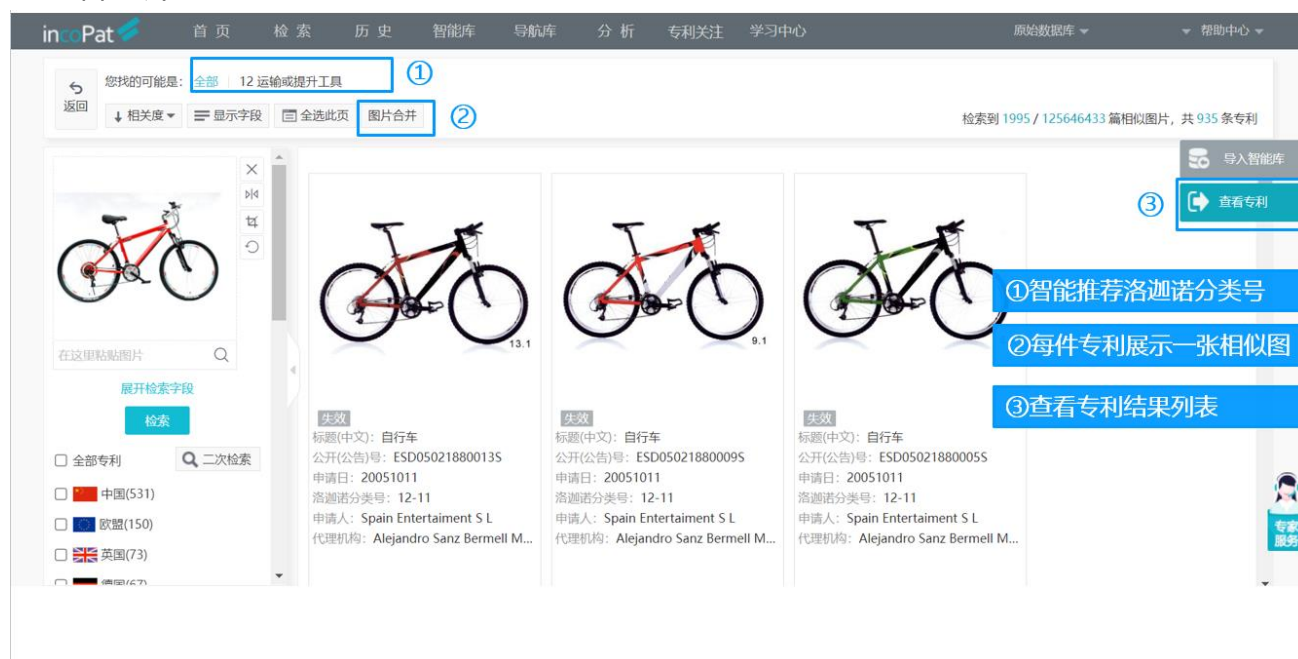 incoPat 首页 检索 历史 智能库 导航库 分析 专利关注 学习中心 原始数据库 帮助中心
您找的可能是: 全部 | 12 运输或提升工具 ①
返回
相关度 显示字段 全选此页 图片合并 ② 检索到 1995 / 125646433 篇相似图片, 共 935 条专利
导入智能库
③ 查看专利
13.1 9.1
①智能推荐洛迦诺分类号
②每件专利展示一张相似图
③查看专利结果列表
在这里粘贴图片
展开检索字段
检索
全部专利 二次检索
中国(531)
欧盟(150)
英国(73)
德国(67)
失效
标题(中文): 自行车
公开(公告)号: ESD05021880013S
申请日: 20051011
洛迦诺分类号: 12-11
申请人: Spain Entertaiment S L
代理机构: Alejandro Sanz Bermell M...
失效
标题(中文): 自行车
公开(公告)号: ESD05021880009S
申请日: 20051011
洛迦诺分类号: 12-11
申请人: Spain Entertaiment S L
代理机构: Alejandro Sanz Bermell M...
失效
标题(中文): 自行车
公开(公告)号: ESD05021880005S
申请日: 20051011
洛迦诺分类号: 12-11
申请人: Spain Entertaiment S L
代理机构: Alejandro Sanz Bermell M...
专家
服务